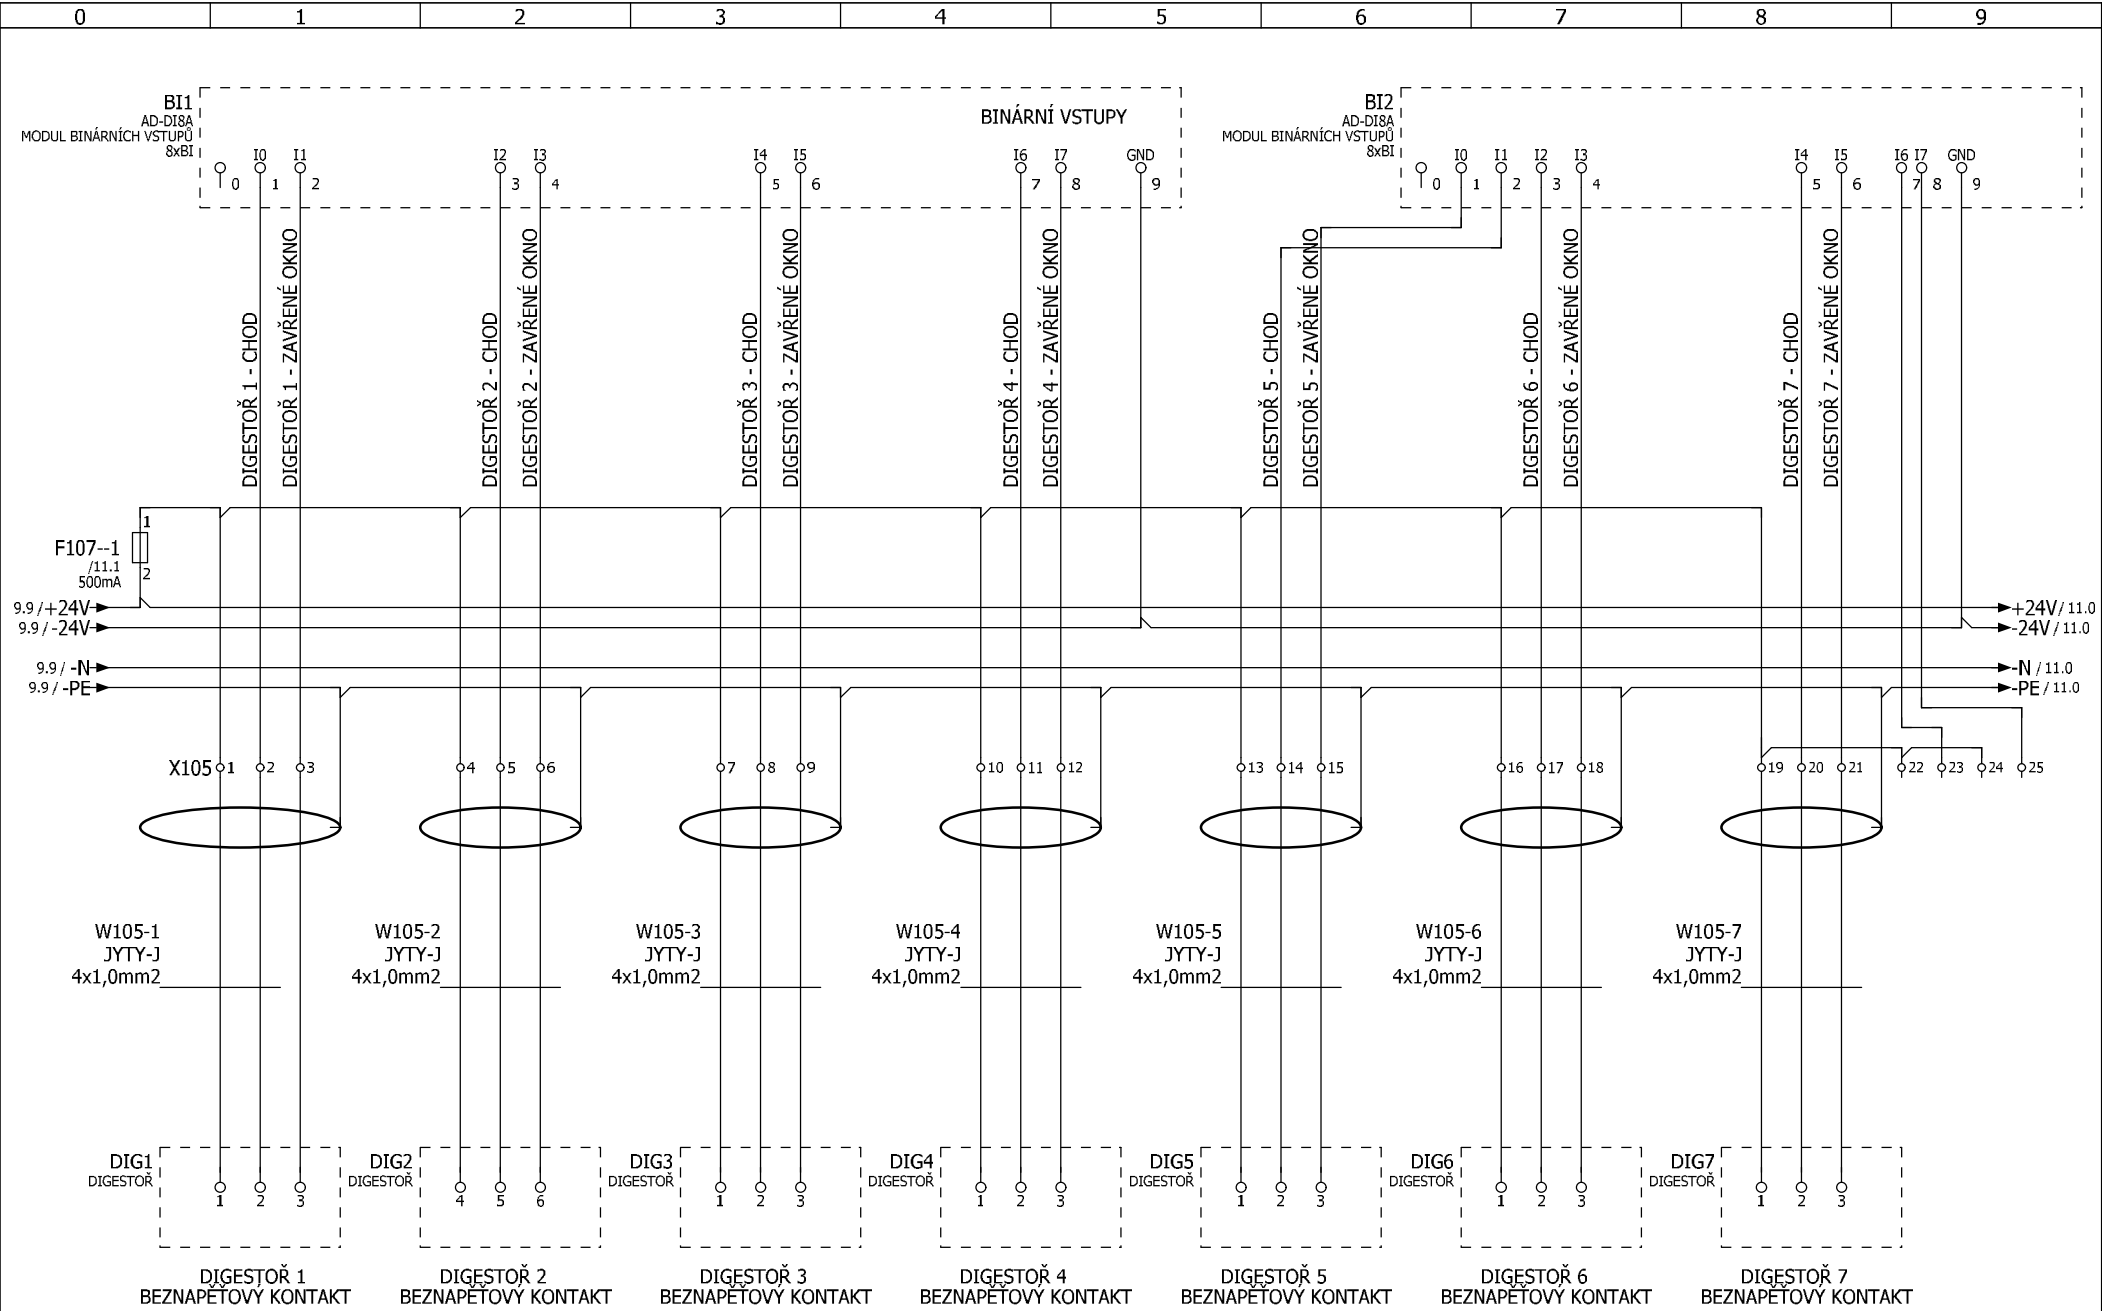 0 1 2 3 4 5 6 7 8 9
BI1
AD-DI8A
MODUL BINÁRNÍCH VSTUPŮ
8xBI
BINÁRNÍ VSTUPY
I0 I1 I2 I3 I4 I5 I6 I7 GND
0 1 2 3 4 5 6 7 8 9
BI2
AD-DI8A
MODUL BINÁRNÍCH VSTUPŮ
8xBI
I0 I1 I2 I3 I4 I5 I6 I7 GND
0 1 2 3 4 5 6 7 8 9
DIGESTOŘ 1 - CHOD
DIGESTOŘ 1 - ZAVŘENÉ OKNO
DIGESTOŘ 2 - CHOD
DIGESTOŘ 2 - ZAVŘENÉ OKNO
DIGESTOŘ 3 - CHOD
DIGESTOŘ 3 - ZAVŘENÉ OKNO
DIGESTOŘ 4 - CHOD
DIGESTOŘ 4 - ZAVŘENÉ OKNO
DIGESTOŘ 5 - CHOD
DIGESTOŘ 5 - ZAVŘENÉ OKNO
DIGESTOŘ 6 - CHOD
DIGESTOŘ 6 - ZAVŘENÉ OKNO
DIGESTOŘ 7 - CHOD
DIGESTOŘ 7 - ZAVŘENÉ OKNO
1
F107--1
/11.1
500mA
2
9.9 / +24V
+24V / 11.0
9.9 / -24V
-24V / 11.0
9.9 / -N
-N / 11.0
9.9 / -PE
-PE / 11.0
X105 1 2 3 4 5 6 7 8 9 10 11 12 13 14 15 16 17 18 19 20 21 22 23 24 25
W105-1
JYTY-J
4x1,0mm2
W105-2
JYTY-J
4x1,0mm2
W105-3
JYTY-J
4x1,0mm2
W105-4
JYTY-J
4x1,0mm2
W105-5
JYTY-J
4x1,0mm2
W105-6
JYTY-J
4x1,0mm2
W105-7
JYTY-J
4x1,0mm2
DIG1
DIGESTOŘ
1 2 3
DIG2
DIGESTOŘ
4 5 6
DIG3
DIGESTOŘ
1 2 3
DIG4
DIGESTOŘ
1 2 3
DIG5
DIGESTOŘ
1 2 3
DIG6
DIGESTOŘ
1 2 3
DIG7
DIGESTOŘ
1 2 3
DIGESTOŘ 1
BEZNAPĚŤOVÝ KONTAKT
DIGESTOŘ 2
BEZNAPĚŤOVÝ KONTAKT
DIGESTOŘ 3
BEZNAPĚŤOVÝ KONTAKT
DIGESTOŘ 4
BEZNAPĚŤOVÝ KONTAKT
DIGESTOŘ 5
BEZNAPĚŤOVÝ KONTAKT
DIGESTOŘ 6
BEZNAPĚŤOVÝ KONTAKT
DIGESTOŘ 7
BEZNAPĚŤOVÝ KONTAKT